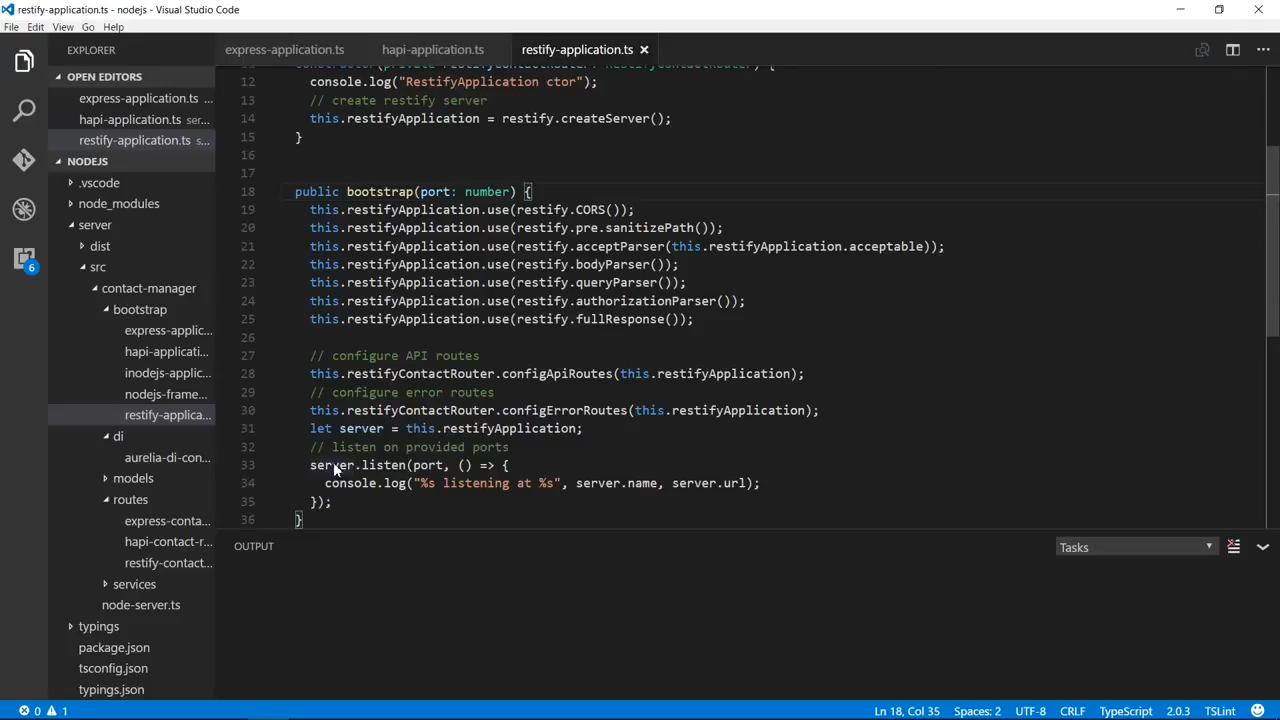 restify-application.ts - nodejs - Visual Studio Code
File Edit View Go Help
EXPLORER
OPEN EDITORS
express-application.ts ...
hapi-application.ts ser...
restify-application.ts s...
NODEJS
.vscode
node_modules
server
dist
src
contact-manager
bootstrap
express-applic...
hapi-applicati...
inodejs-applic...
nodejs-frame...
restify-applica...
di
aurelia-di-con...
models
routes
express-conta...
hapi-contact-r...
restify-contact...
services
node-server.ts
typings
package.json
tsconfig.json
typings.json
6
express-application.ts hapi-application.ts restify-application.ts
12 console.log("RestifyApplication ctor");
13 // create restify server
14 this.restifyApplication = restify.createServer();
15 }
16
17
18 public bootstrap(port: number) {
19 this.restifyApplication.use(restify.CORS());
20 this.restifyApplication.use(restify.pre.sanitizePath());
21 this.restifyApplication.use(restify.acceptParser(this.restifyApplication.acceptable));
22 this.restifyApplication.use(restify.bodyParser());
23 this.restifyApplication.use(restify.queryParser());
24 this.restifyApplication.use(restify.authorizationParser());
25 this.restifyApplication.use(restify.fullResponse());
26
27 // configure API routes
28 this.restifyContactRouter.configApiRoutes(this.restifyApplication);
29 // configure error routes
30 this.restifyContactRouter.configErrorRoutes(this.restifyApplication);
31 let server = this.restifyApplication;
32 // listen on provided ports
33 server.listen(port, () => {
34 console.log("%s listening at %s", server.name, server.url);
35 });
36 }
OUTPUT
Tasks
0 1
Ln 18, Col 35 Spaces: 2 UTF-8 CRLF TypeScript 2.0.3 TSLint